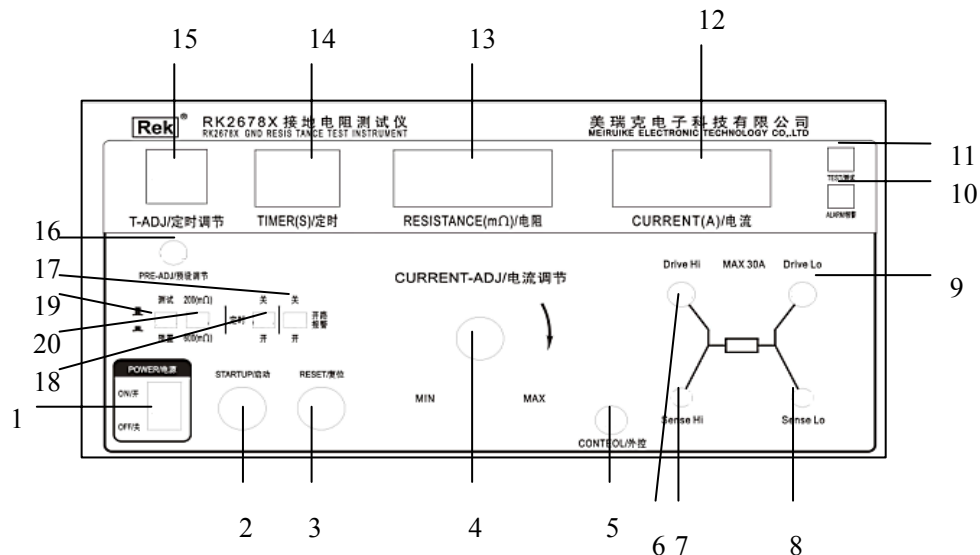 15 14 13 12
Rek®
RK2678X 接地电阻测试仪
RK2678X GND RESIS TANCE TEST INSTRUMENT
美瑞克电子科技有限公司
MEIRUIKE ELECTRONIC TECHNOLOGY CO,.LTD
11
TEST/测试
10
ALARM/报警
T-ADJ/定时调节
TIMER(S)/定时
RESISTANCE(mΩ)/电阻
CURRENT(A)/电流
16
PRE-ADJ/预设调节
17
CURRENT-ADJ/电流调节
Drive Hi MAX 30A Drive Lo
9
19
测试 200(mΩ) 关 关
定时
开路
报警
20
预置 600(mΩ) 开 开
18
POWER/电源
ON/开
OFF/关
1
STARTUP/启动
RESET/复位
MIN MAX
Sense Hi Sense Lo
CONTROL/外控
2 3 4 5 6 7 8